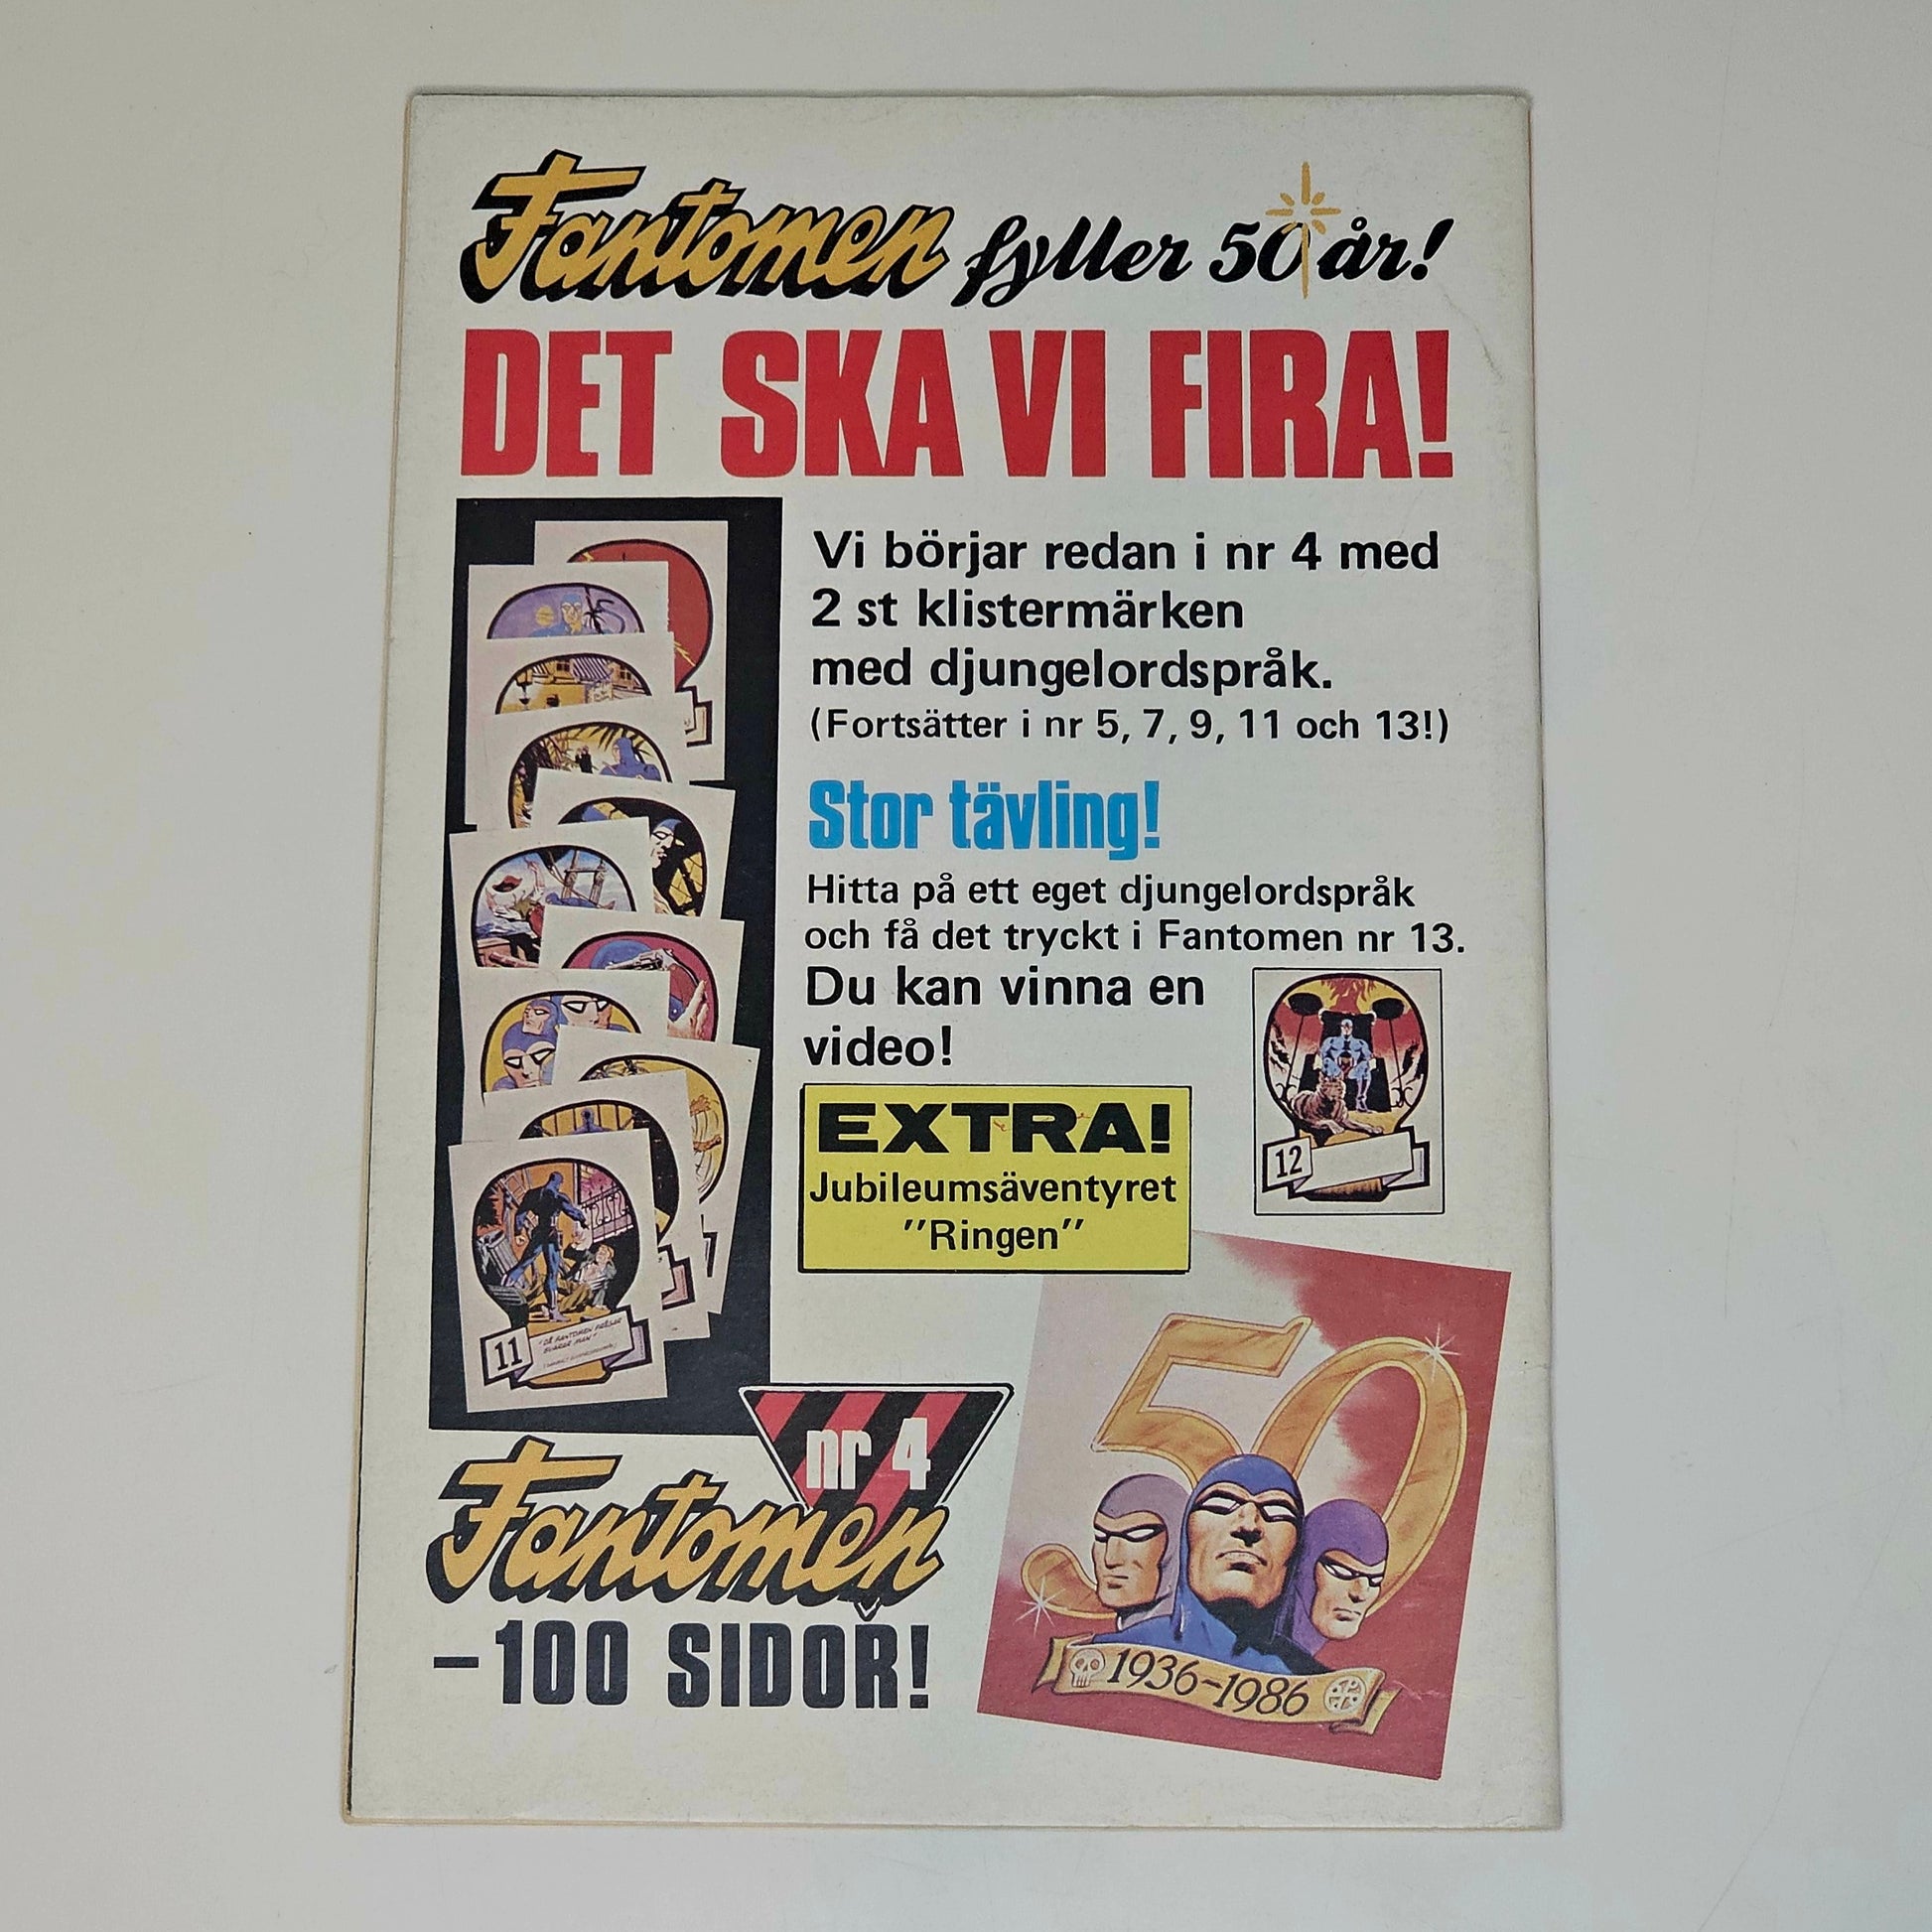 Fantomen fyller 50 år!
DET SKA VI FIRA!
Vi börjar redan i nr 4 med
2 st klistermärken
med djungelordspråk.
(Fortsätter i nr 5, 7, 9, 11 och 13!)
Stor tävling!
Hitta på ett eget djungelordspråk
och få det tryckt i Fantomen nr 13.
Du kan vinna en
video!
12
EXTRA!
Jubileumsäventyret
"Ringen"
11
50
1936-1986
nr 4
Fantomen
-100 SIDOR!